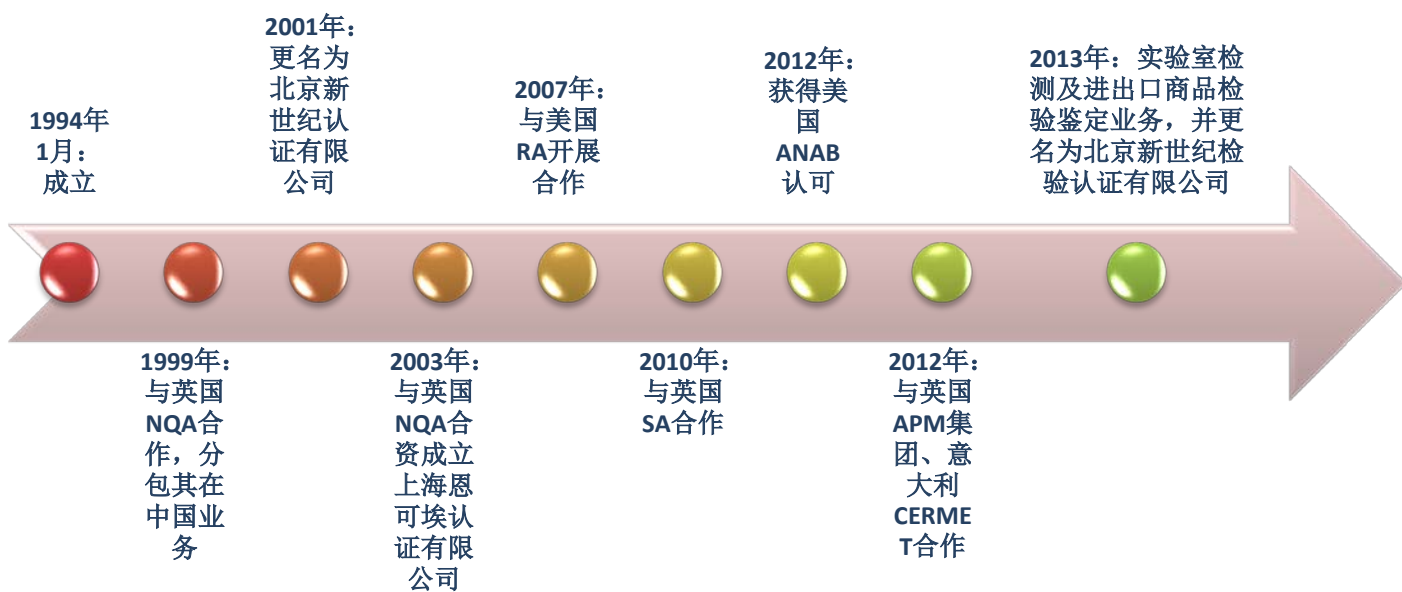 1994年
1月：
成立
1999年：
与英国
NQA合
作，分
包其在
中国业
务
2001年：
更名为
北京新
世纪认
证有限
公司
2003年：
与英国
NQA合
资成立
上海恩
可埃认
证有限
公司
2007年：
与美国
RA开展
合作
2010年：
与英国
SA合作
2012年：
获得美
国
ANAB
认可
2012年：
与英国
APM集
团、意
大利
CERME
T合作
2013年：实验室检
测及进出口商品检
验鉴定业务，并更
名为北京新世纪检
验认证有限公司